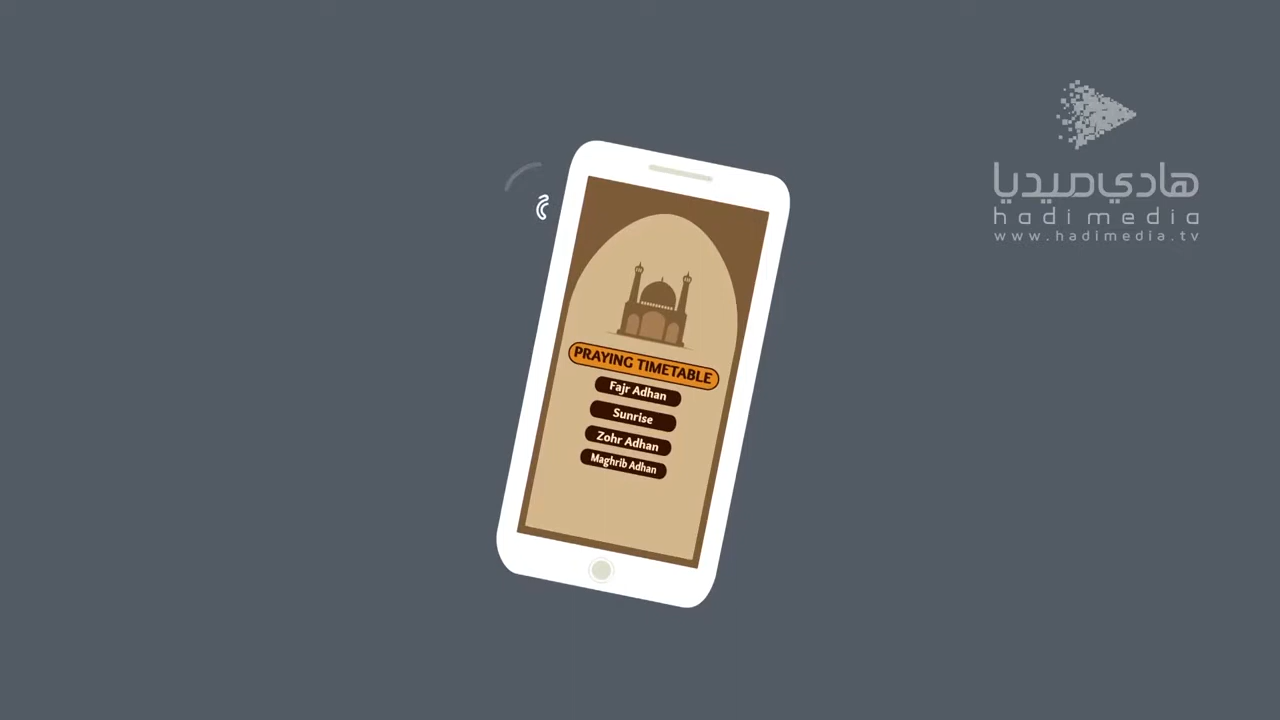 هادي ميديا
hadi media
www.hadimedia.tv
PRAYING TIMETABLE
Fajr Adhan
Sunrise
Zohr Adhan
Maghrib Adhan